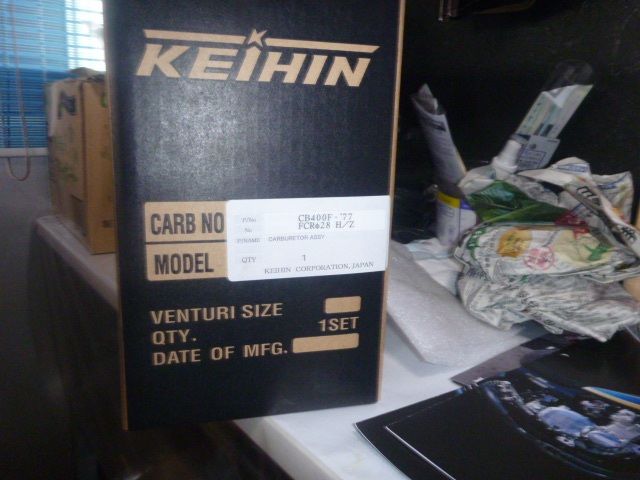 KEIHIN
CARB NO
MODEL
P/No CB400F-'77
No FCRφ28 H/Z
P/NAME CARBURETOR ASSY
QTY 1
KEIHIN CORPORATION, JAPAN
VENTURI SIZE
QTY. 1SET
DATE OF MFG.